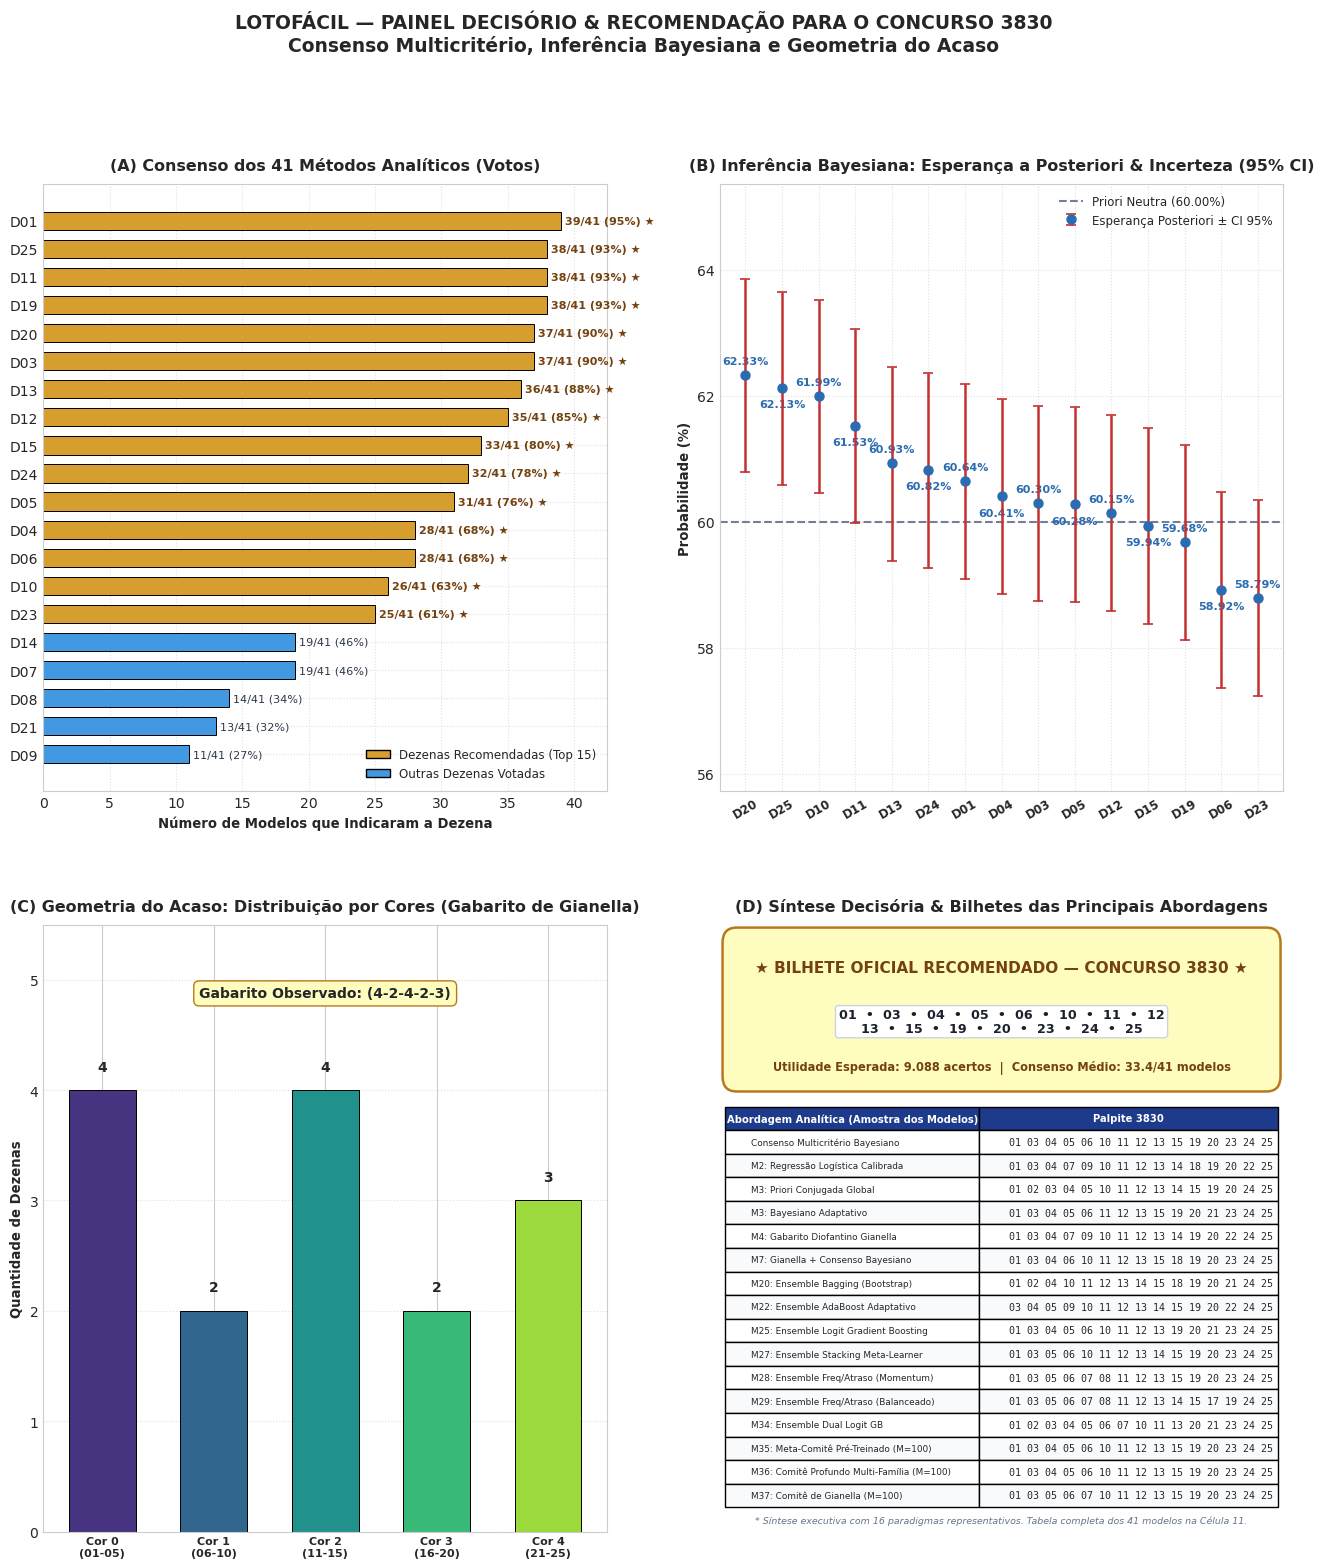 LOTOFÁCIL — PAINEL DECISÓRIO & RECOMENDAÇÃO PARA O CONCURSO 3830
Consenso Multicritério, Inferência Bayesiana e Geometria do Acaso
(A) Consenso dos 41 Métodos Analíticos (Votos)
D01 39/41 (95%) ★
D25 38/41 (93%) ★
D11 38/41 (93%) ★
D19 38/41 (93%) ★
D20 37/41 (90%) ★
D03 37/41 (90%) ★
D13 36/41 (88%) ★
D12 35/41 (85%) ★
D15 33/41 (80%) ★
D24 32/41 (78%) ★
D05 31/41 (76%) ★
D04 28/41 (68%) ★
D06 28/41 (68%) ★
D10 26/41 (63%) ★
D23 25/41 (61%) ★
D14 19/41 (46%)
D07 19/41 (46%)
D08 14/41 (34%)
D21 13/41 (32%)
D09 11/41 (27%)
Dezenas Recomendadas (Top 15)
Outras Dezenas Votadas
0 5 10 15 20 25 30 35 40
Número de Modelos que Indicaram a Dezena
(B) Inferência Bayesiana: Esperança a Posteriori & Incerteza (95% CI)
Priori Neutra (60.00%)
Esperança Posteriori ± CI 95%
Probabilidade (%)
64
62
60
58
56
62.33%
62.13%
61.99%
61.53%
60.93%
60.82%
60.64%
60.41%
60.30%
60.28%
60.15%
59.94%
59.68%
58.92%
58.79%
D20 D25 D10 D11 D13 D24 D01 D04 D03 D05 D12 D15 D19 D06 D23
(C) Geometria do Acaso: Distribuição por Cores (Gabarito de Gianella)
Gabarito Observado: (4-2-4-2-3)
Quantidade de Dezenas
5
4
3
2
1
0
4
2
4
2
3
Cor 0 Cor 1 Cor 2 Cor 3 Cor 4
(01-05) (06-10) (11-15) (16-20) (21-25)
(D) Síntese Decisória & Bilhetes das Principais Abordagens
★ BILHETE OFICIAL RECOMENDADO — CONCURSO 3830 ★
01 • 03 • 04 • 05 • 06 • 10 • 11 • 12
13 • 15 • 19 • 20 • 23 • 24 • 25
Utilidade Esperada: 9.088 acertos | Consenso Médio: 33.4/41 modelos
Abordagem Analítica (Amostra dos Modelos) Palpite 3830
Consenso Multicritério Bayesiano 01 03 04 05 06 10 11 12 13 15 19 20 23 24 25
M2: Regressão Logística Calibrada 01 03 04 07 09 10 11 12 13 14 18 19 20 22 25
M3: Priori Conjugada Global 01 02 03 04 05 10 11 12 13 14 15 19 20 24 25
M3: Bayesiano Adaptativo 01 03 04 05 06 11 12 13 15 19 20 21 23 24 25
M4: Gabarito Diofantino Gianella 01 03 04 07 09 10 11 12 13 14 19 20 22 24 25
M7: Gianella + Consenso Bayesiano 01 03 04 06 10 11 12 13 15 18 19 20 23 24 25
M20: Ensemble Bagging (Bootstrap) 01 02 04 10 11 12 13 14 15 18 19 20 21 24 25
M22: Ensemble AdaBoost Adaptativo 03 04 05 09 10 11 12 13 14 15 19 20 22 24 25
M25: Ensemble Logit Gradient Boosting 01 03 04 05 06 10 11 12 13 19 20 21 23 24 25
M27: Ensemble Stacking Meta-Learner 01 03 05 06 10 11 12 13 14 15 19 20 23 24 25
M28: Ensemble Freq/Atraso (Momentum) 01 03 05 06 07 08 11 12 13 15 19 20 23 24 25
M29: Ensemble Freq/Atraso (Balanceado) 01 03 05 06 07 08 11 12 13 14 15 17 19 24 25
M34: Ensemble Dual Logit GB 01 02 03 04 05 06 07 10 11 13 20 21 23 24 25
M35: Meta-Comitê Pré-Treinado (M=100) 01 03 04 05 06 10 11 12 13 15 19 20 23 24 25
M36: Comitê Profundo Multi-Família (M=100) 01 03 04 05 06 10 11 12 13 15 19 20 23 24 25
M37: Comitê de Gianella (M=100) 01 03 05 06 07 10 11 12 13 15 19 20 23 24 25
* Síntese executiva com 16 paradigmas representativos. Tabela completa dos 41 modelos na Célula 11.